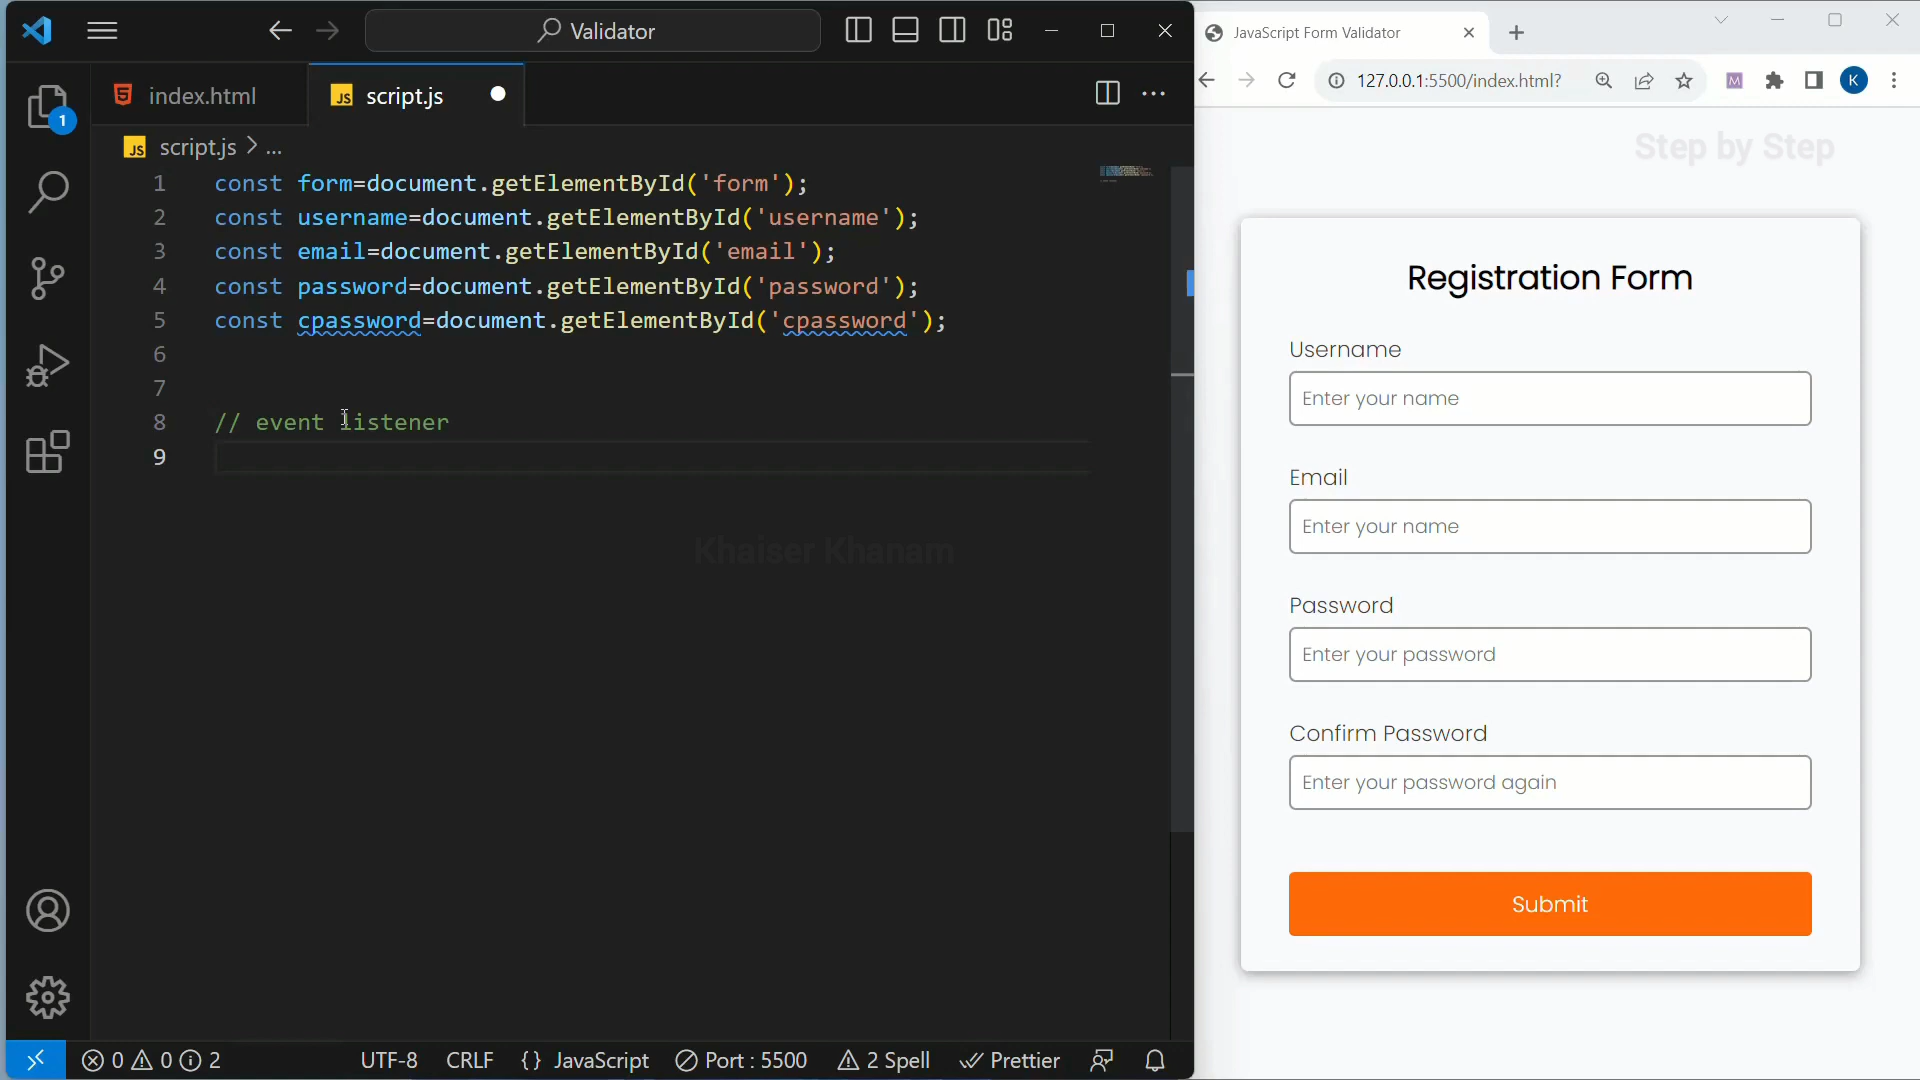 Validator
index.html
JS script.js
JS script.js > ...
1 const form=document.getElementById('form');
2 const username=document.getElementById('username');
3 const email=document.getElementById('email');
4 const password=document.getElementById('password');
5 const cpassword=document.getElementById('cpassword');
6
7
8 // event listener
9
1
Khaiser Khanam
0 0 2
UTF-8 CRLF {} JavaScript Port : 5500 2 Spell Prettier
JavaScript Form Validator
127.0.0.1:5500/index.html?
M
K
Step by Step
Registration Form
Username
Enter your name
Email
Enter your name
Password
Enter your password
Confirm Password
Enter your password again
Submit